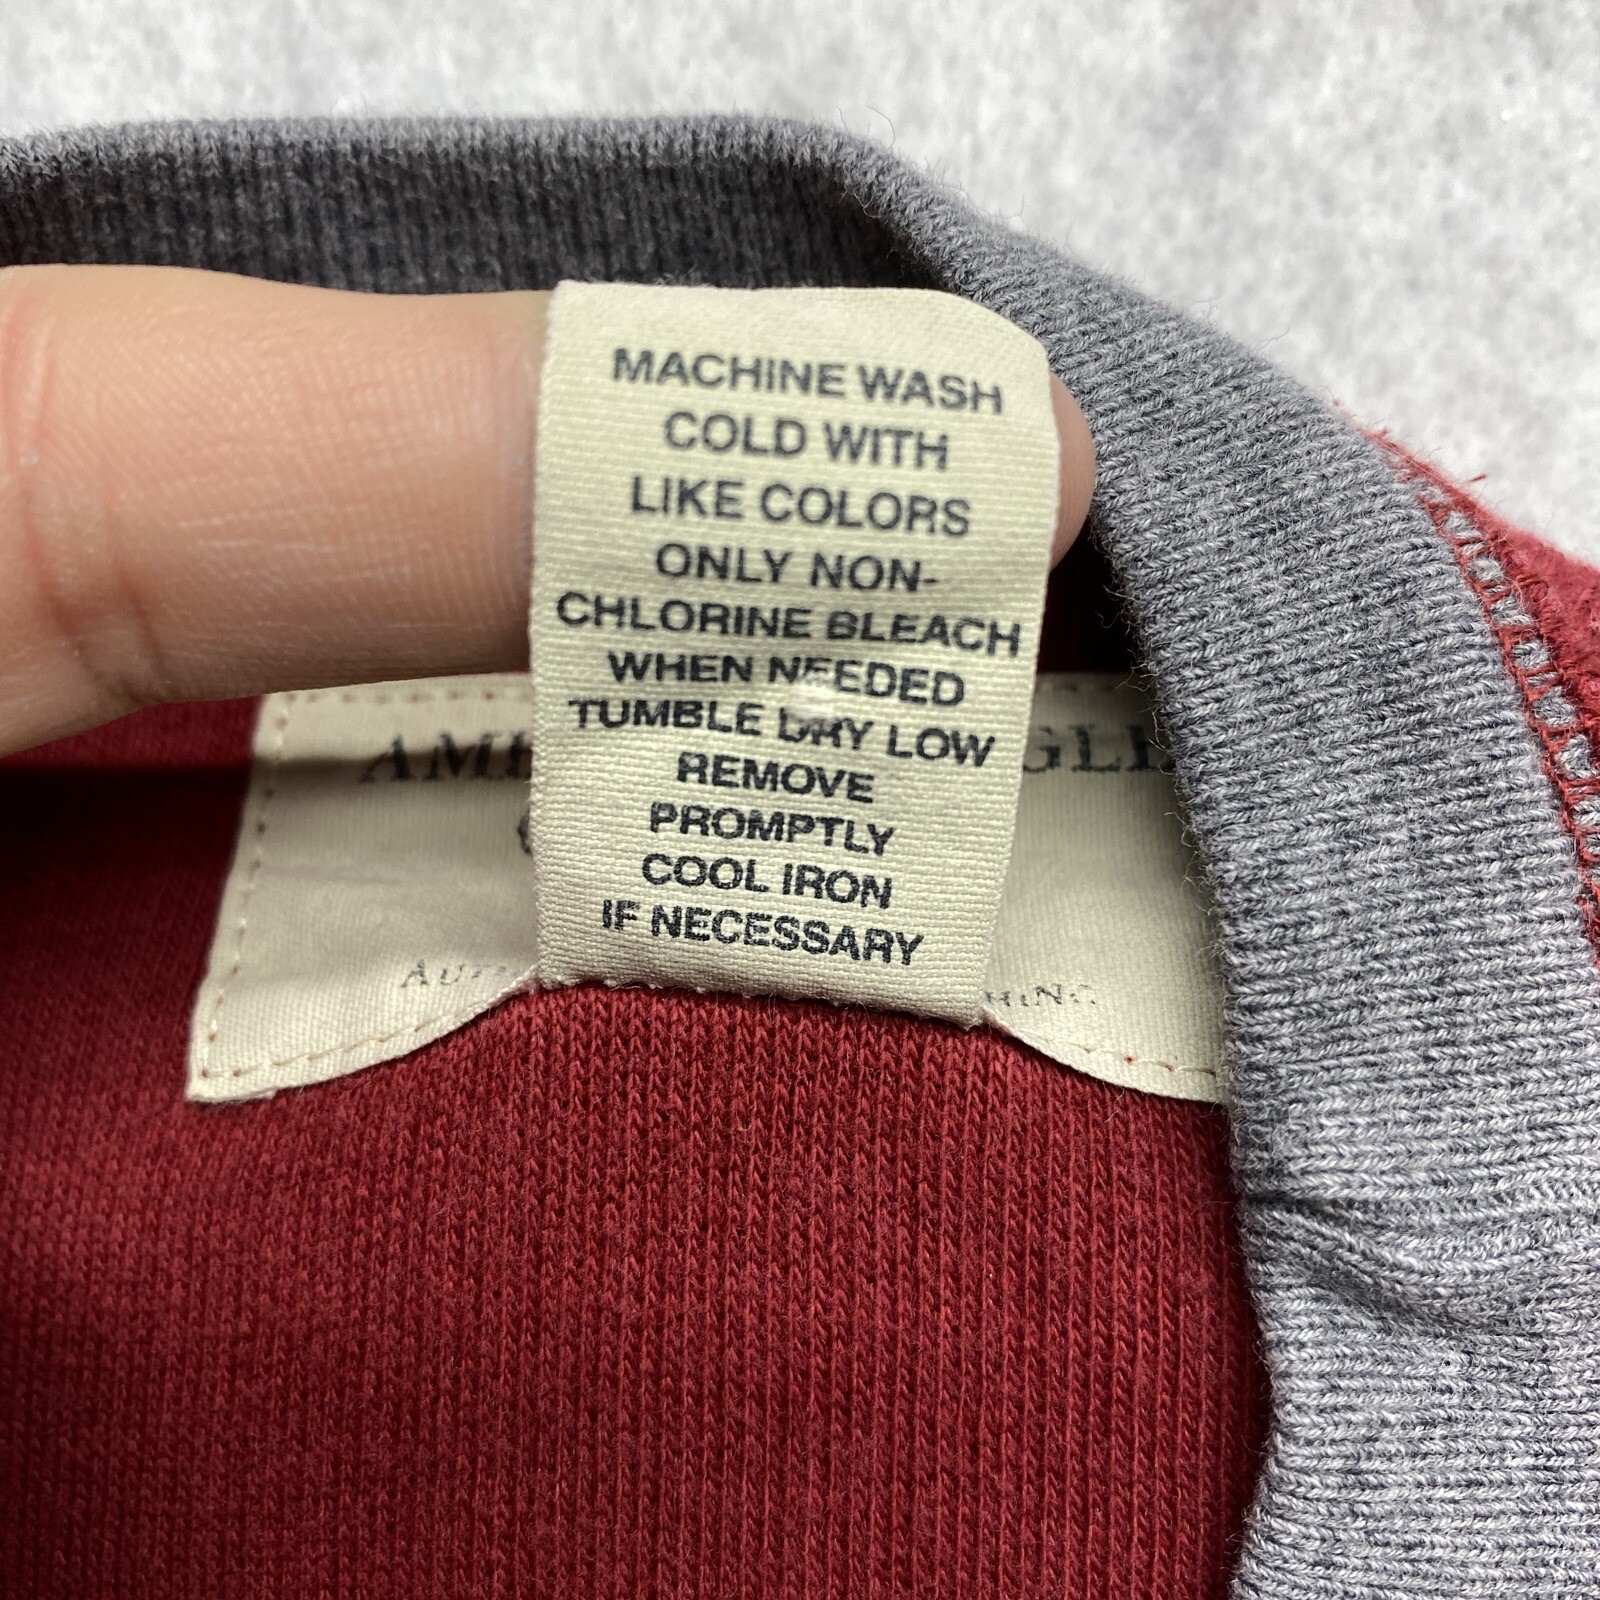 MACHINE WASH
COLD WITH
LIKE COLORS
ONLY NON-
CHLORINE BLEACH
WHEN NEEDED
TUMBLE DRY LOW
REMOVE
PROMPTLY
COOL IRON
IF NECESSARY